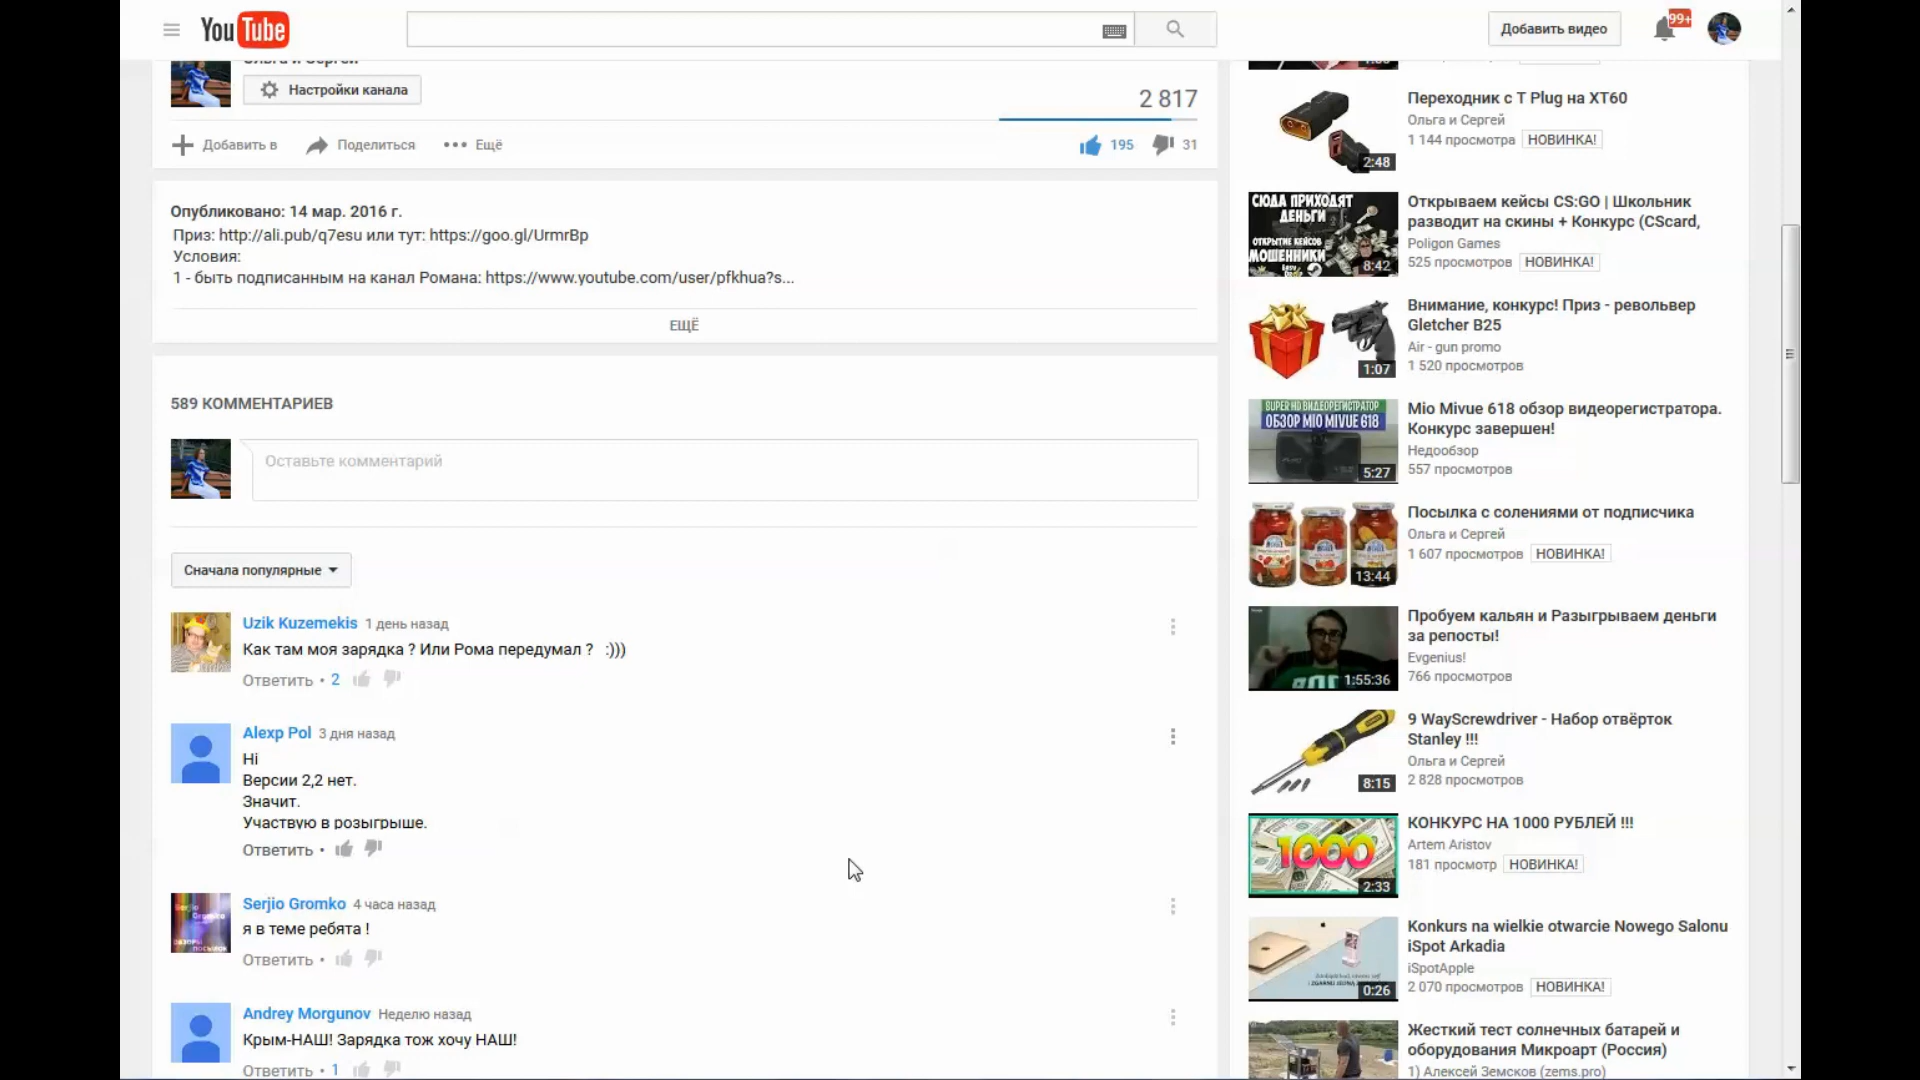 YouTube
Добавить видео
99+
Ольга и Сергей
Настройки канала
2 817
Добавить в
Поделиться
Ещё
195
31
Опубликовано: 14 мар. 2016 г.
Приз: http://ali.pub/q7esu или тут: https://goo.gl/UrmrBp
Условия:
1 - быть подписанным на канал Романа: https://www.youtube.com/user/pfkhua?s...
ЕЩЁ
589 КОММЕНТАРИЕВ
Оставьте комментарий
Сначала популярные
Uzik Kuzemekis 1 день назад
Как там моя зарядка ? Или Рома передумал ? :)))
Ответить • 2
Alexp Pol 3 дня назад
Hi
Версии 2,2 нет.
Значит.
Участвую в розыгрыше.
Ответить •
Serjio Gromko 4 часа назад
я в теме ребята !
Ответить •
Andrey Morgunov Неделю назад
Крым-НАШ! Зарядка тож хочу НАШ!
Ответить • 1
Переходник с T Plug на XT60
Ольга и Сергей
1 144 просмотра НОВИНКА!
2:48
СЮДА ПРИХОДЯТ
ДЕНЬГИ
ОТКРЫТИЕ КЕЙСОВ
МОШЕННИКИ
8:42
Открываем кейсы CS:GO | Школьник
разводит на скины + Конкурс (CScard,
Poligon Games
525 просмотров НОВИНКА!
1:07
Внимание, конкурс! Приз - револьвер
Gletcher B25
Air - gun promo
1 520 просмотров
SUPER HD ВИДЕОРЕГИСТРАТОР
ОБЗОР MIO MIVUE 618
5:27
Mio Mivue 618 обзор видеорегистратора.
Конкурс завершен!
Недообзор
557 просмотров
13:44
Посылка с солениями от подписчика
Ольга и Сергей
1 607 просмотров НОВИНКА!
1:55:36
Пробуем кальян и Разыгрываем деньги
за репосты!
Evgenius!
766 просмотров
8:15
9 WayScrewdriver - Набор отвёрток
Stanley !!!
Ольга и Сергей
2 828 просмотров
1000
2:33
КОНКУРС НА 1000 РУБЛЕЙ !!!
Artem Aristov
181 просмотр НОВИНКА!
0:26
Konkurs na wielkie otwarcie Nowego Salonu
iSpot Arkadia
iSpotApple
2 070 просмотров НОВИНКА!
Жесткий тест солнечных батарей и
оборудования Микроарт (Россия)
1) Алексей Земсков (zems.pro)